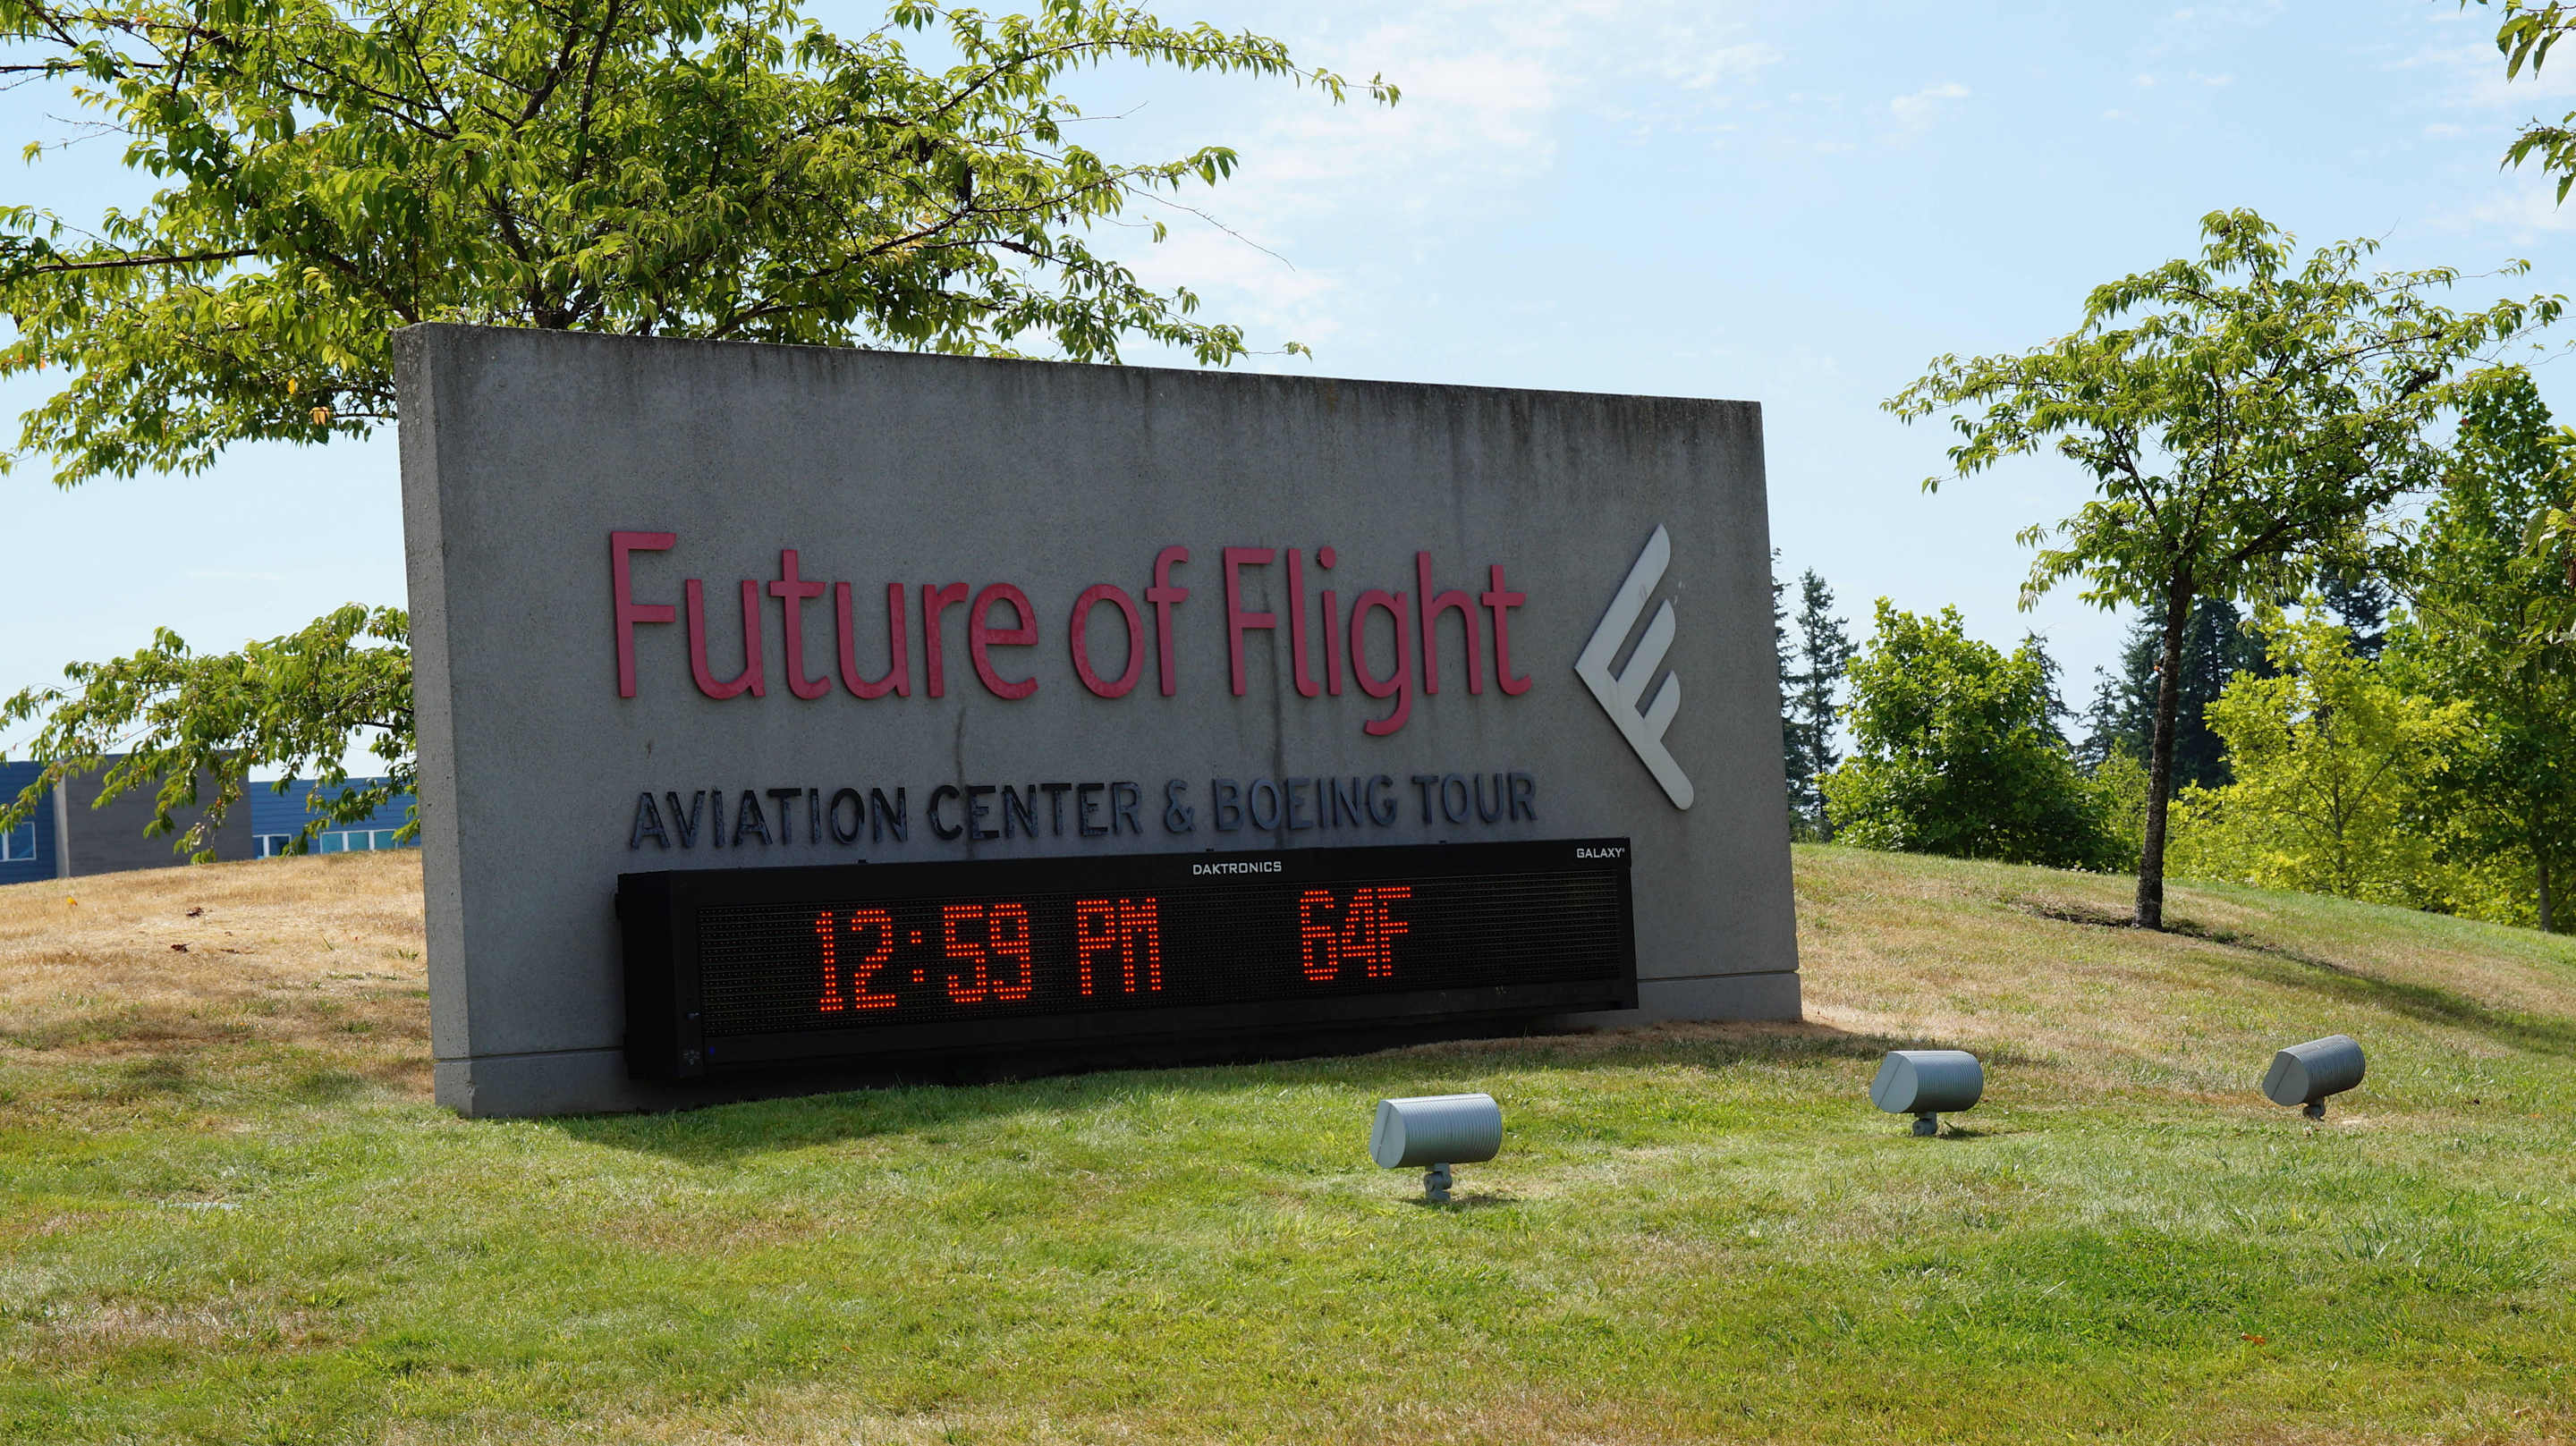 Future of Flight
AVIATION CENTER & BOEING TOUR
DAKTRONICS GALAXY®
12:59 PM 64F